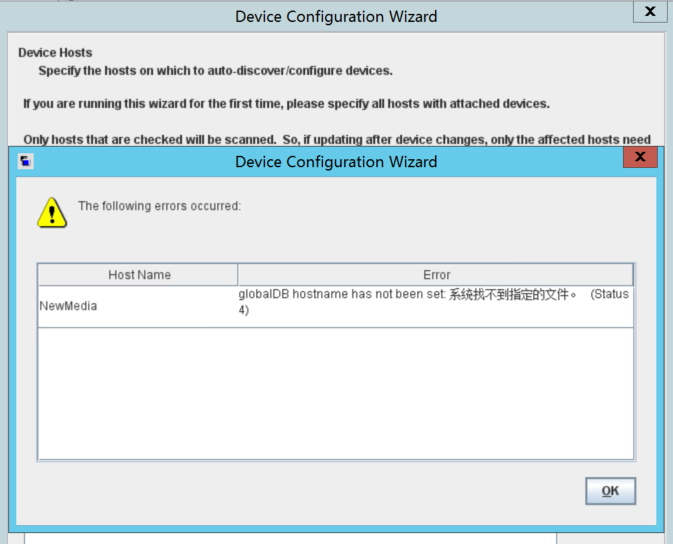 Device Configuration Wizard
X
Device Hosts
Specify the hosts on which to auto-discover/configure devices.
If you are running this wizard for the first time, please specify all hosts with attached devices.
Only hosts that are checked will be scanned. So, if updating after device changes, only the affected hosts need
Device Configuration Wizard
X
The following errors occurred:
Host Name
Error
NewMedia
globalDB hostname has not been set: 系统找不到指定的文件。 (Status
4)
OK